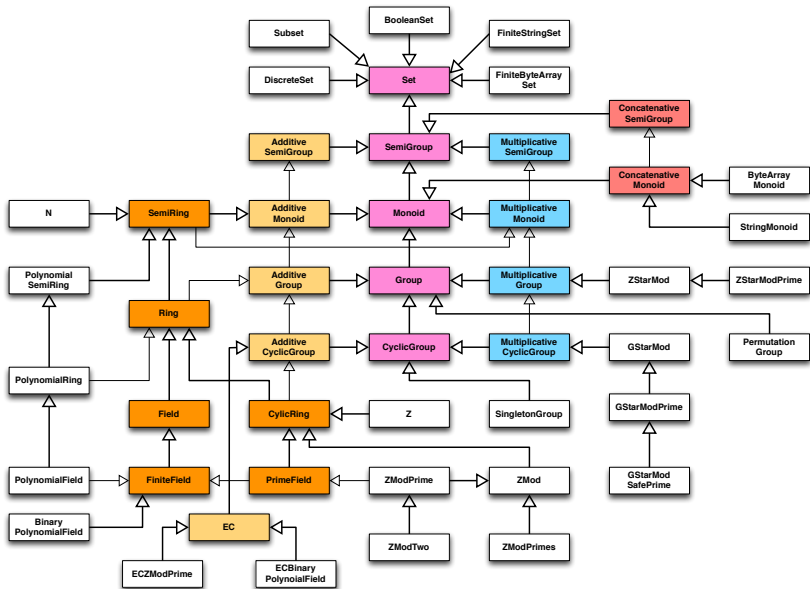 BooleanSet
Subset
FiniteStringSet
DiscreteSet
Set
FiniteByteArray
Set
Concatenative
SemiGroup
Additive
SemiGroup
SemiGroup
Multiplicative
SemiGroup
Concatenative
Monoid
ByteArray
Monoid
N
SemiRing
Additive
Monoid
Monoid
Multiplicative
Monoid
StringMonoid
Polynomial
SemiRing
Additive
Group
Group
Multiplicative
Group
ZStarMod
ZStarModPrime
Ring
Additive
CyclicGroup
CyclicGroup
Multiplicative
CyclicGroup
GStarMod
Permutation
Group
PolynomialRing
Field
CylicRing
Z
SingletonGroup
GStarModPrime
PolynomialField
FiniteField
PrimeField
ZModPrime
ZMod
GStarMod
SafePrime
Binary
PolynomialField
EC
ECZModPrime
ECBinary
PolynoialField
ZModTwo
ZModPrimes